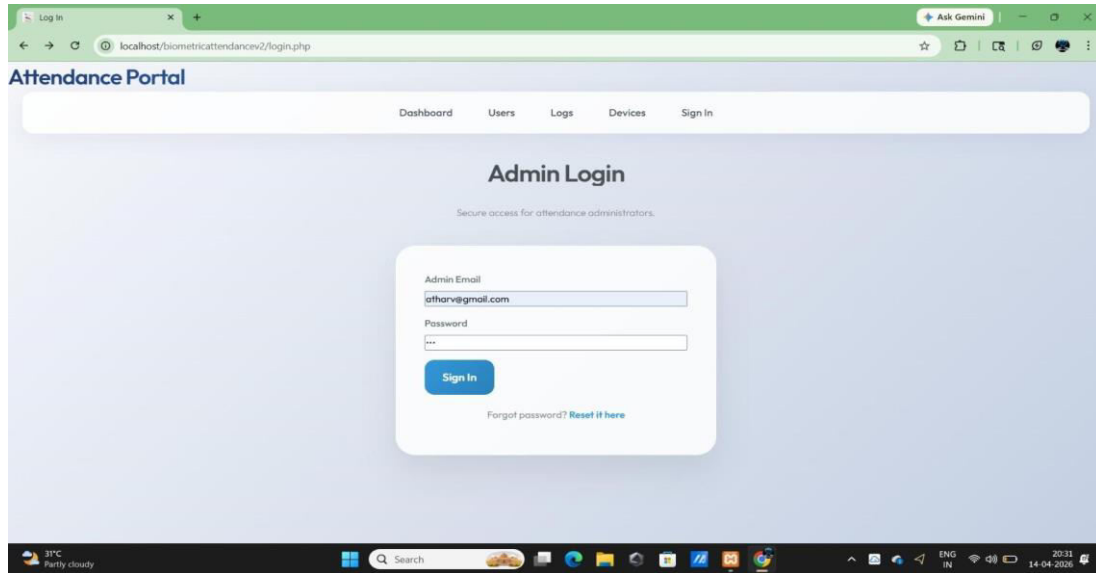 Log In
Ask Gemini
localhost/biometricattendancev2/login.php
Attendance Portal
Dashboard Users Logs Devices Sign In
Admin Login
Secure access for attendance administrators.
Admin Email
atharv@gmail.com
Password
Sign In
Forgot password? Reset it here
31°C
Partly cloudy
Search
ENG
IN
20:31
14-04-2026